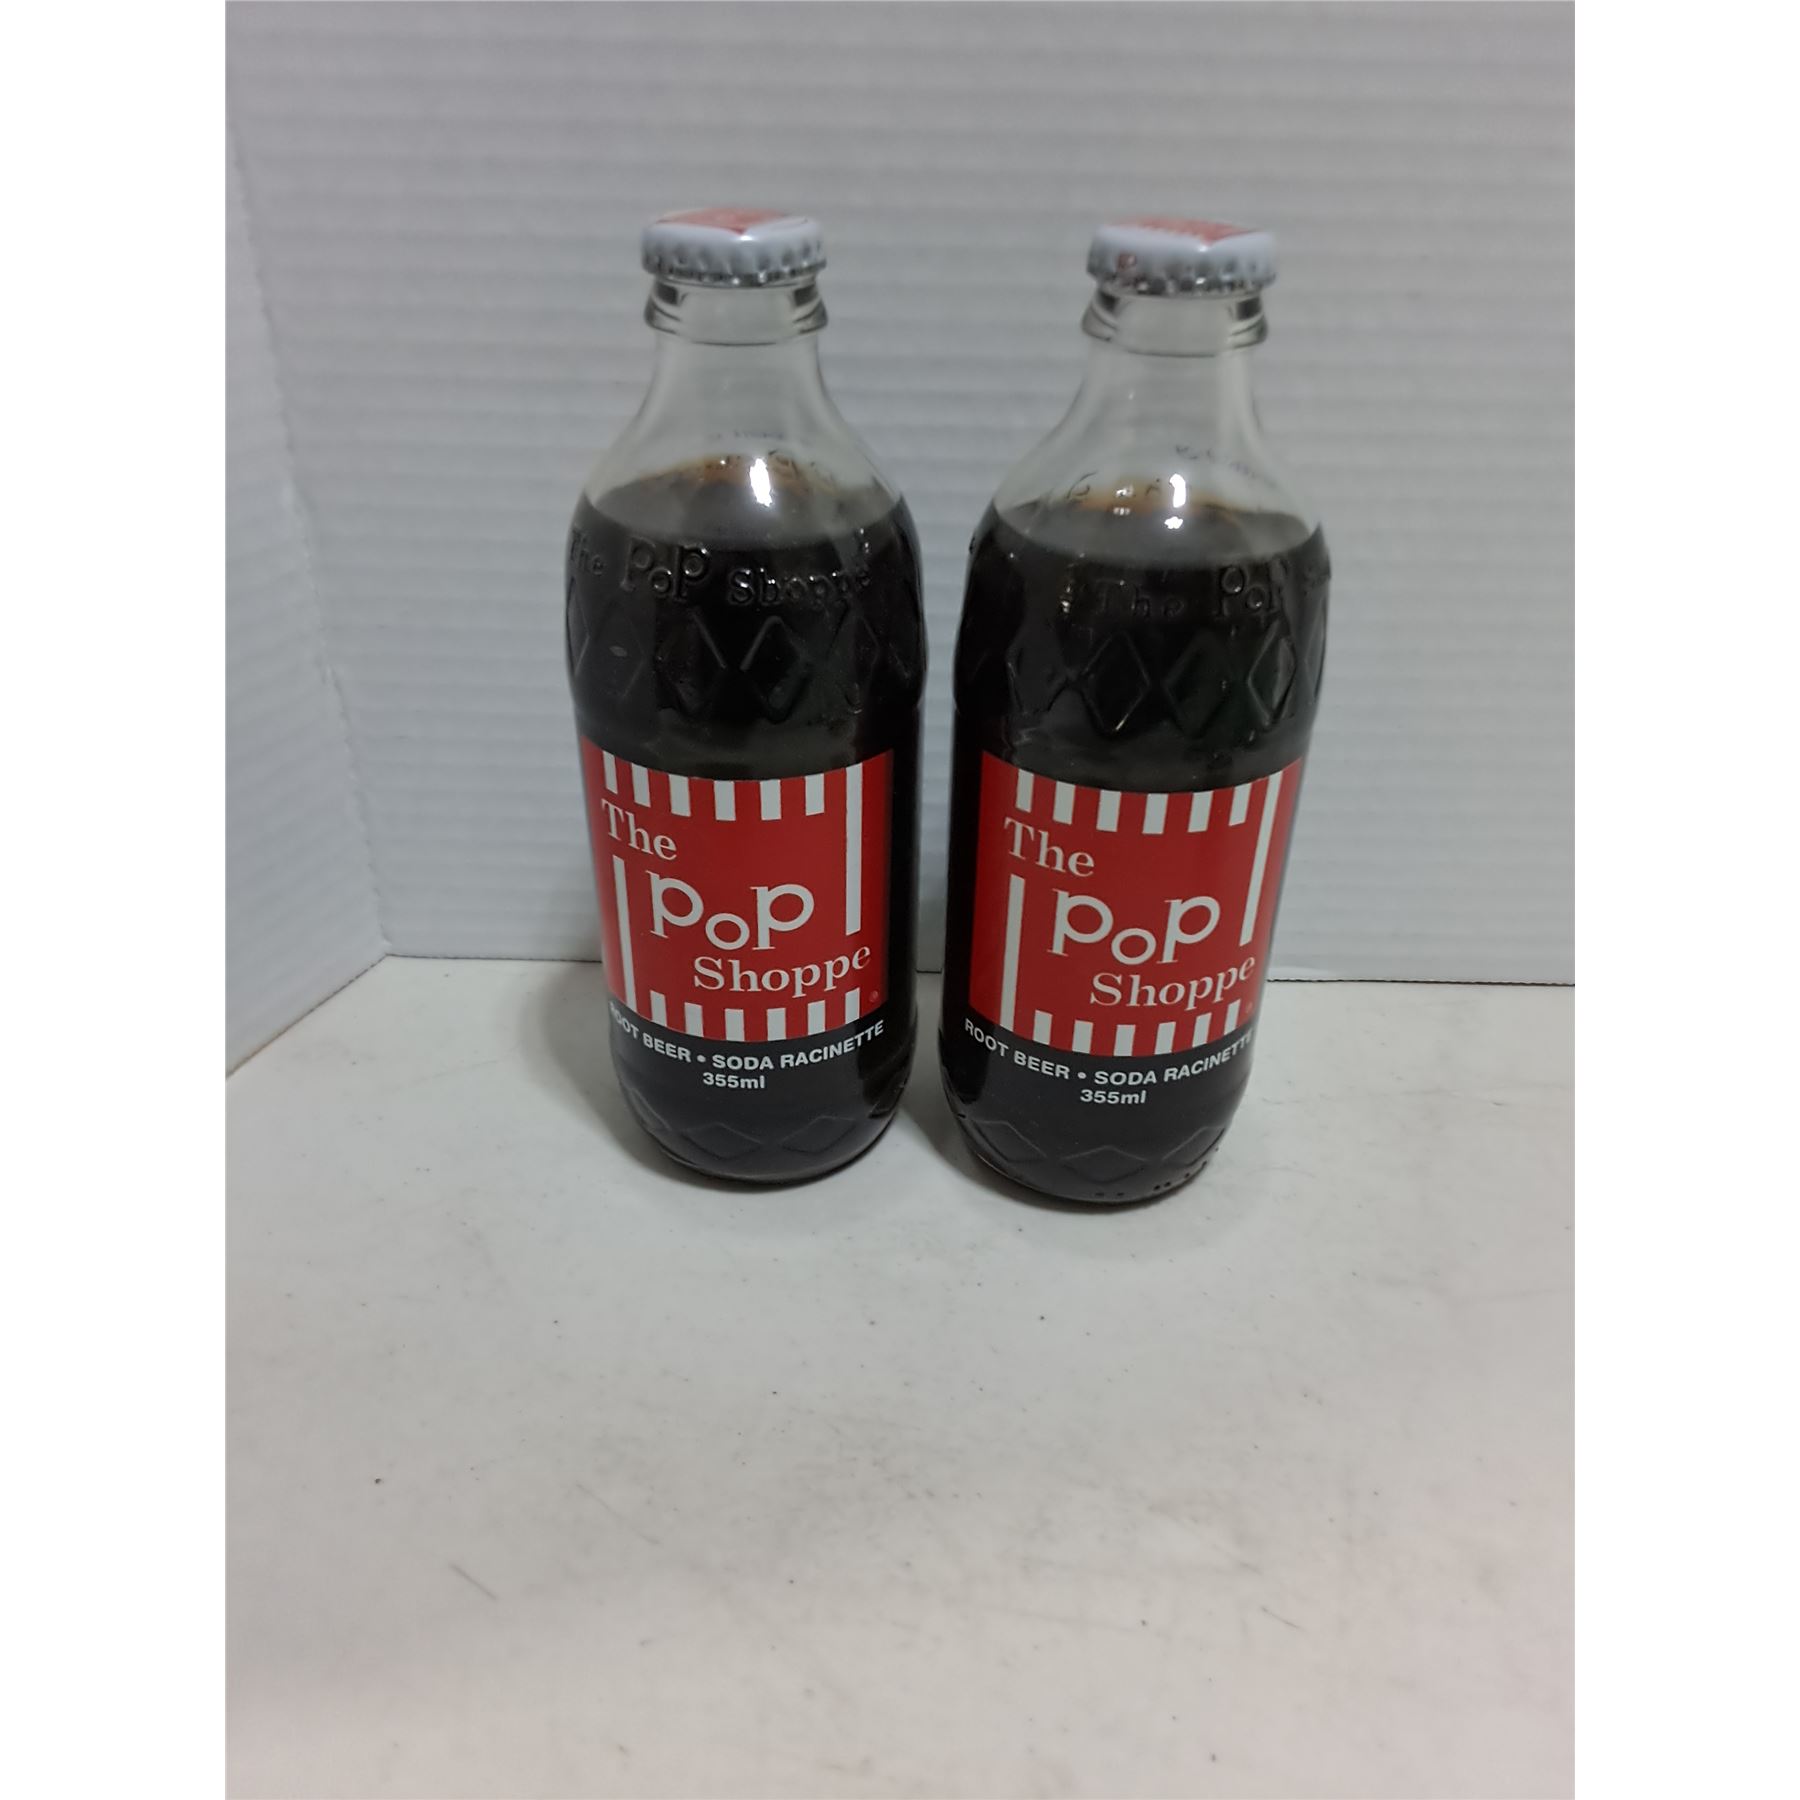 The PoP Shoppe
The
PoP
Shoppe
ROOT BEER • SODA RACINETTE
355ml
The PoP
The
PoP
Shoppe
ROOT BEER • SODA RACINETTE
355ml